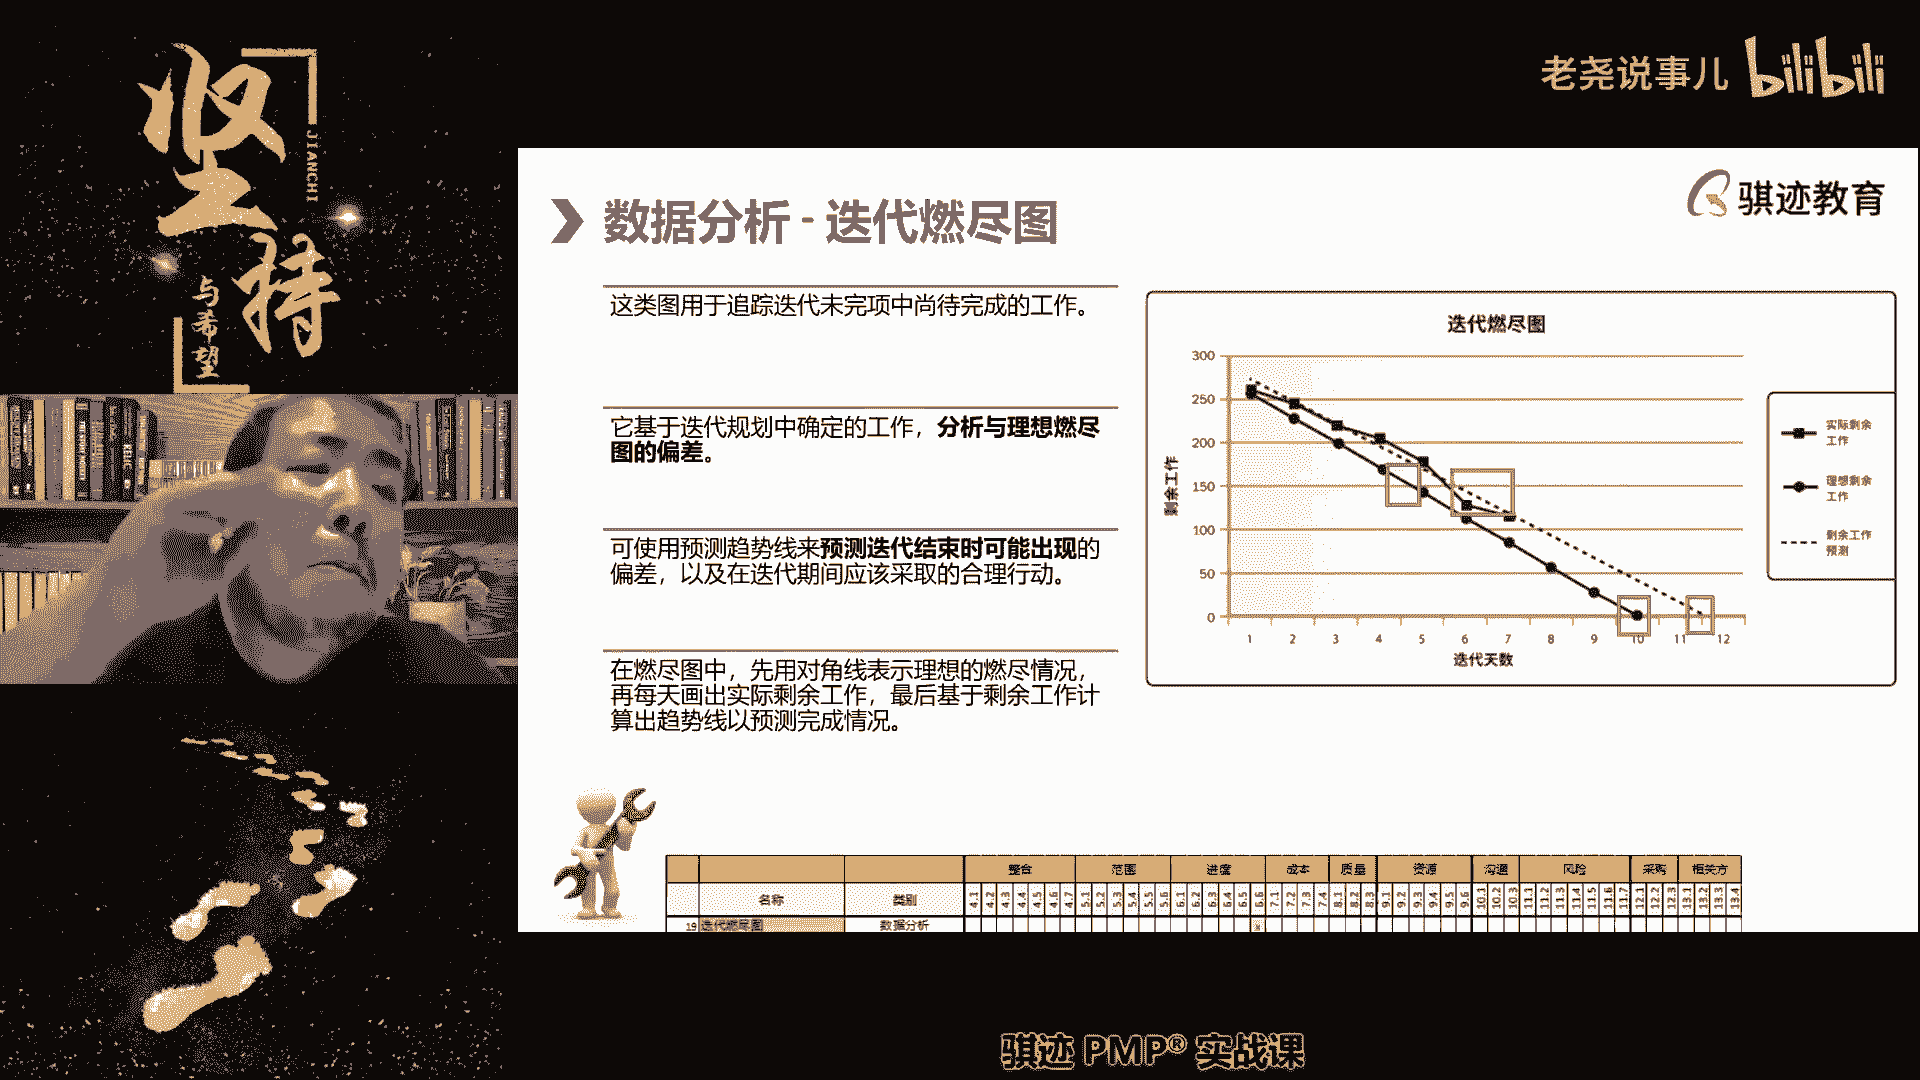 坚持
JIANCHI
与希望
老尧说事儿 bilibili
骐迹教育
数据分析 - 迭代燃尽图
这类图用于追踪迭代未完项中尚待完成的工作。
它基于迭代规划中确定的工作，分析与理想燃尽
图的偏差。
可使用预测趋势线来预测迭代结束时可能出现的
偏差，以及在迭代期间应该采取的合理行动。
在燃尽图中，先用对角线表示理想的燃尽情况，
再每天画出实际剩余工作，最后基于剩余工作计
算出趋势线以预测完成情况。
迭代燃尽图
300
250
200
150
100
50
0
剩余工作
1 2 3 4 5 6 7 8 9 10 11 12
迭代天数
实际剩余
工作
理想剩余
工作
剩余工作
预测
整合 范围 进度 成本 质量 资源 沟通 风险 采购 相关方
名称 类别 4.1 4.2 4.3 4.4 4.5 4.6 4.7 5.1 5.2 5.3 5.4 5.5 5.6 6.1 6.2 6.3 6.4 6.5 6.6 7.1 7.2 7.3 7.4 8.1 8.2 8.3 9.1 9.2 9.3 9.4 9.5 9.6 10.1 10.2 10.3 11.1 11.2 11.3 11.4 11.5 11.6 11.7 12.1 12.2 12.3 13.1 13.2 13.3 13.4
19 迭代燃尽图 数据分析
骐迹 PMP® 实战课